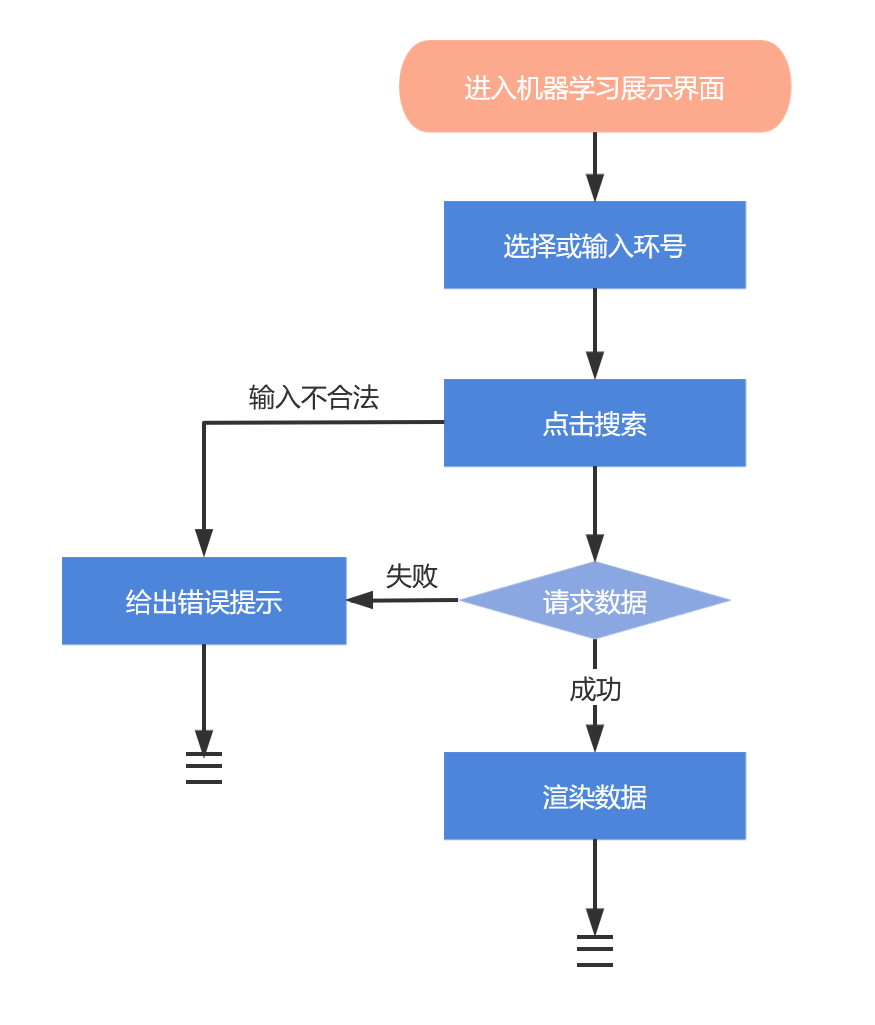 进入机器学习展示界面
选择或输入环号
输入不合法
点击搜索
失败
给出错误提示
请求数据
成功
渲染数据